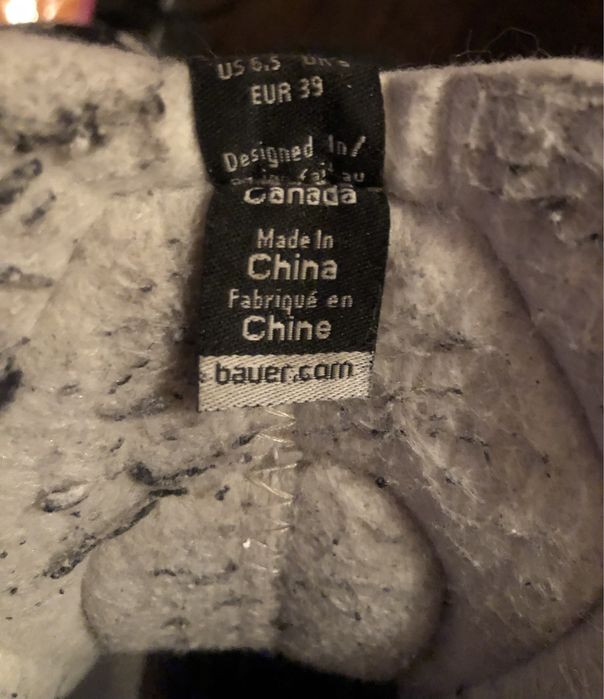 US 6.5
EUR 39
Designed In/
Canada
Made In
China
Fabriqué en
Chine
bauer.com